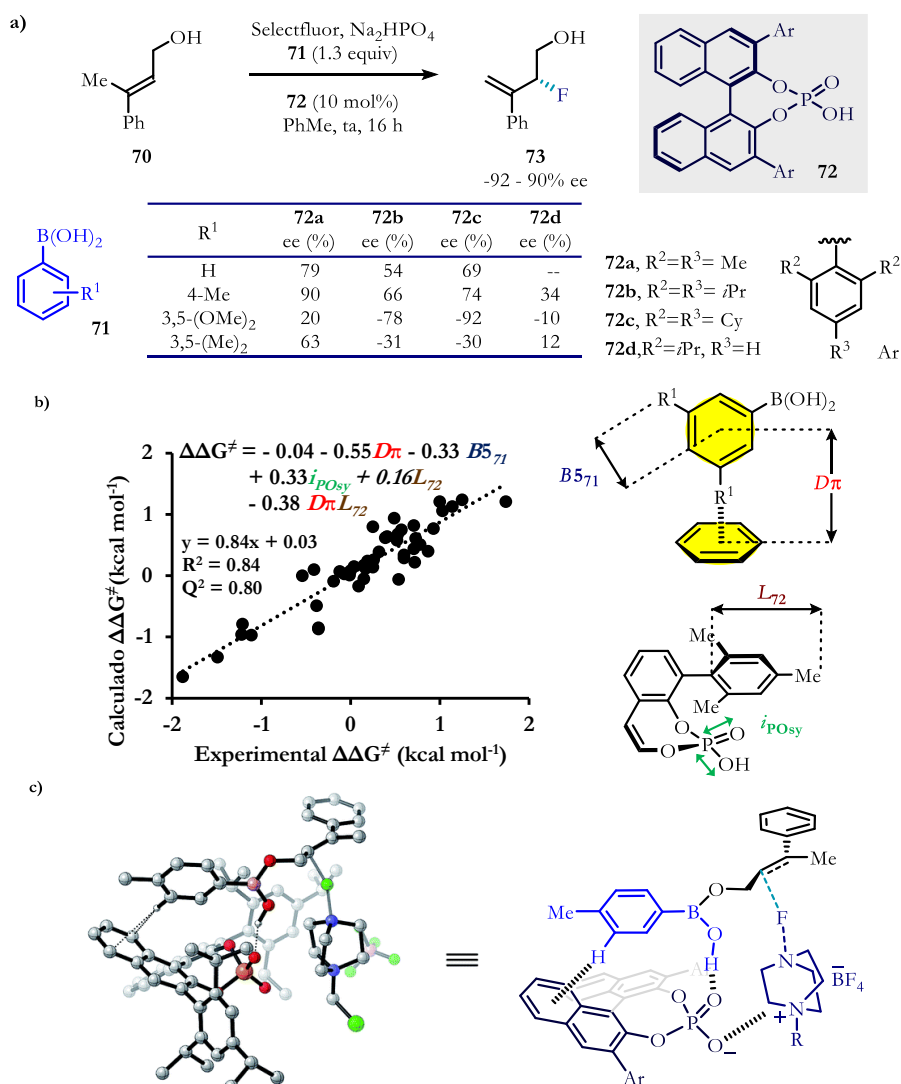 a)
OH
Me
Ph
70
Selectfluor, Na₂HPO₄
71 (1.3 equiv)
72 (10 mol%)
PhMe, ta, 16 h
OH
F
Ph
73
-92 - 90% ee
Ar
O
O
P
O
OH
Ar
72
B(OH)₂
R¹
71
R¹ 72a ee (%) 72b ee (%) 72c ee (%) 72d ee (%)
H 79 54 69 --
4-Me 90 66 74 34
3,5-(OMe)₂ 20 -78 -92 -10
3,5-(Me)₂ 63 -31 -30 12
72a, R²=R³= Me
72b, R²=R³= iPr
72c, R²=R³= Cy
72d,R²=iPr, R³=H
R² R²
R³ Ar
b)
ΔΔG≠ = - 0.04 - 0.55Dπ - 0.33 B5₇₁
+ 0.33iPOsy + 0.16L₇₂
- 0.38 DπL₇₂
y = 0.84x + 0.03
R² = 0.84
Q² = 0.80
2
1
0
-1
-2
-2 -1 0 1 2
Calculado ΔΔG≠(kcal mol⁻¹)
Experimental ΔΔG≠ (kcal mol⁻¹)
R¹
B(OH)₂
B5₇₁
R¹
Dπ
L₇₂
Me
Me
Me
O
O
P
O
OH
iPOsy
c)
Me
Me
O
B
O
H
H
F
N
BF₄
−
N
+
R
Ar
O
O
P
O
O
−
Ar